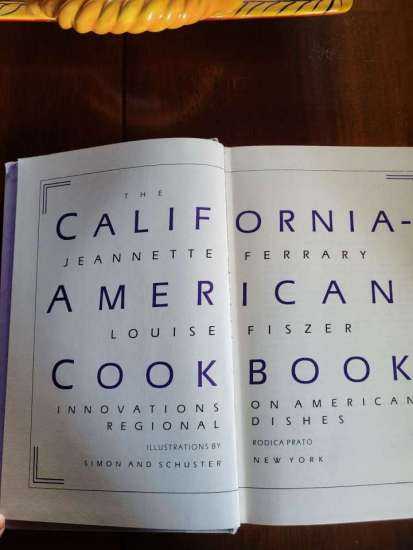 THE
CALIFORNIA-
JEANNETTE FERRARY
AMERICAN
LOUISE FISZER
COOKBOOK
INNOVATIONS ON AMERICAN
REGIONAL DISHES
ILLUSTRATIONS BY RODICA PRATO
SIMON AND SCHUSTER NEW YORK